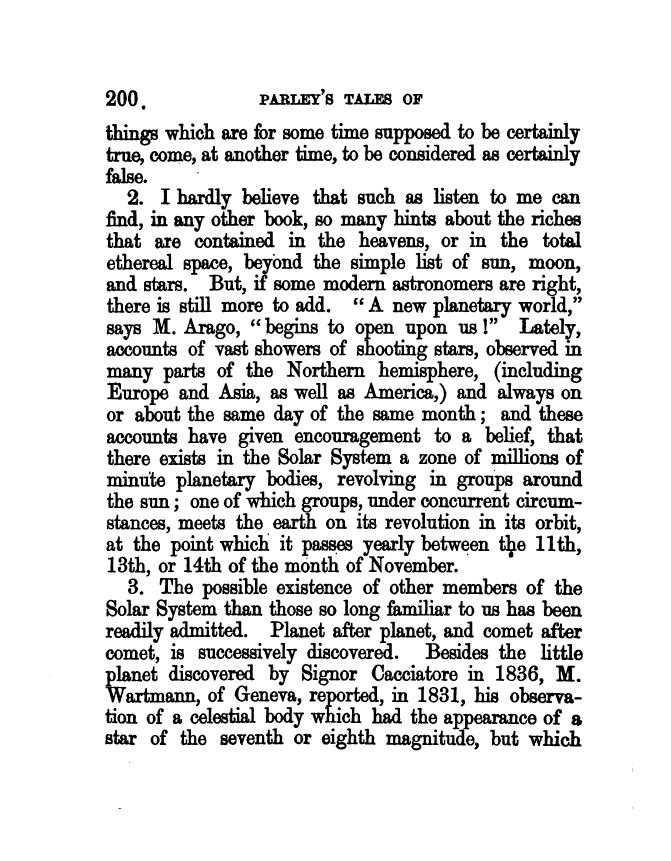 200. PARLEY'S TALES OF
things which are for some time supposed to be certainly
true, come, at another time, to be considered as certainly
false.
2. I hardly believe that such as listen to me can
find, in any other book, so many hints about the riches
that are contained in the heavens, or in the total
ethereal space, beyond the simple list of sun, moon,
and stars. But, if some modern astronomers are right,
there is still more to add. “A new planetary world,”
says M. Arago, “begins to open upon us!” Lately,
accounts of vast showers of shooting stars, observed in
many parts of the Northern hemisphere, (including
Europe and Asia, as well as America,) and always on
or about the same day of the same month; and these
accounts have given encouragement to a belief, that
there exists in the Solar System a zone of millions of
minute planetary bodies, revolving in groups around
the sun; one of which groups, under concurrent circum-
stances, meets the earth on its revolution in its orbit,
at the point which it passes yearly between the 11th,
13th, or 14th of the month of November.
3. The possible existence of other members of the
Solar System than those so long familiar to us has been
readily admitted. Planet after planet, and comet after
comet, is successively discovered. Besides the little
planet discovered by Signor Cacciatore in 1836, M.
Wartmann, of Geneva, reported, in 1831, his observa-
tion of a celestial body which had the appearance of a
star of the seventh or eighth magnitude, but which